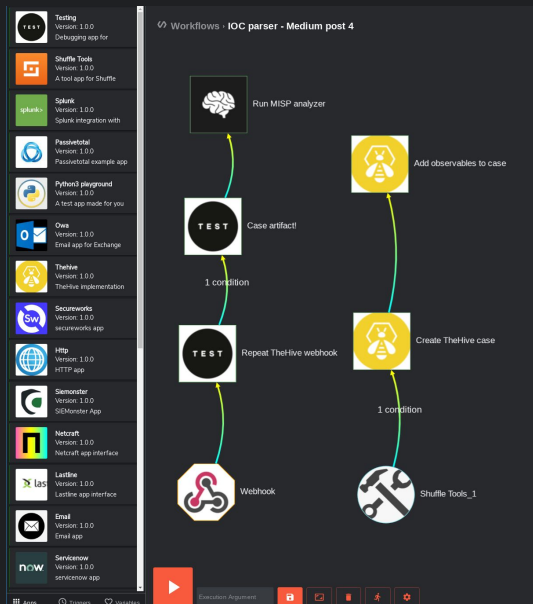 TEST
Testing
Version: 1.0.0
Debugging app for
Shuffle Tools
Version: 1.0.0
A tool app for Shuffle
splunk>
Splunk
Version: 1.0.0
Splunk integration with
Passivetotal
Version: 1.0.0
Passivetotal example app
Python3 playground
Version: 1.0.0
A test app made for you
Owa
Version: 1.0.0
Email app for Exchange
Thehive
Version: 1.0.0
TheHive implementation
Sw
Secureworks
Version: 1.0.0
secureworks app
Http
Version: 1.0.0
HTTP app
Siemonster
Version: 1.0.0
SIEMonster App
Netcraft
Version: 1.0.0
Netcraft app interface
las
Lastline
Version: 1.0.0
Lastline app interface
Email
Version: 1.0.0
Email app
now
Servicenow
Version: 1.0.0
servicenow app
Apps
Triggers
Variables
Workflows · IOC parser - Medium post 4
Run MISP analyzer
Add observables to case
TEST
Case artifact!
1 condition
TEST
Repeat TheHive webhook
Create TheHive case
1 condition
Webhook
Shuffle Tools_1
Execution Argument